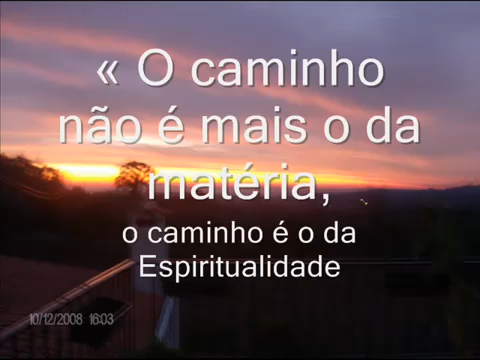 « O caminho
não é mais o da
matéria,
o caminho é o da
Espiritualidade
10/12/2008 16:03